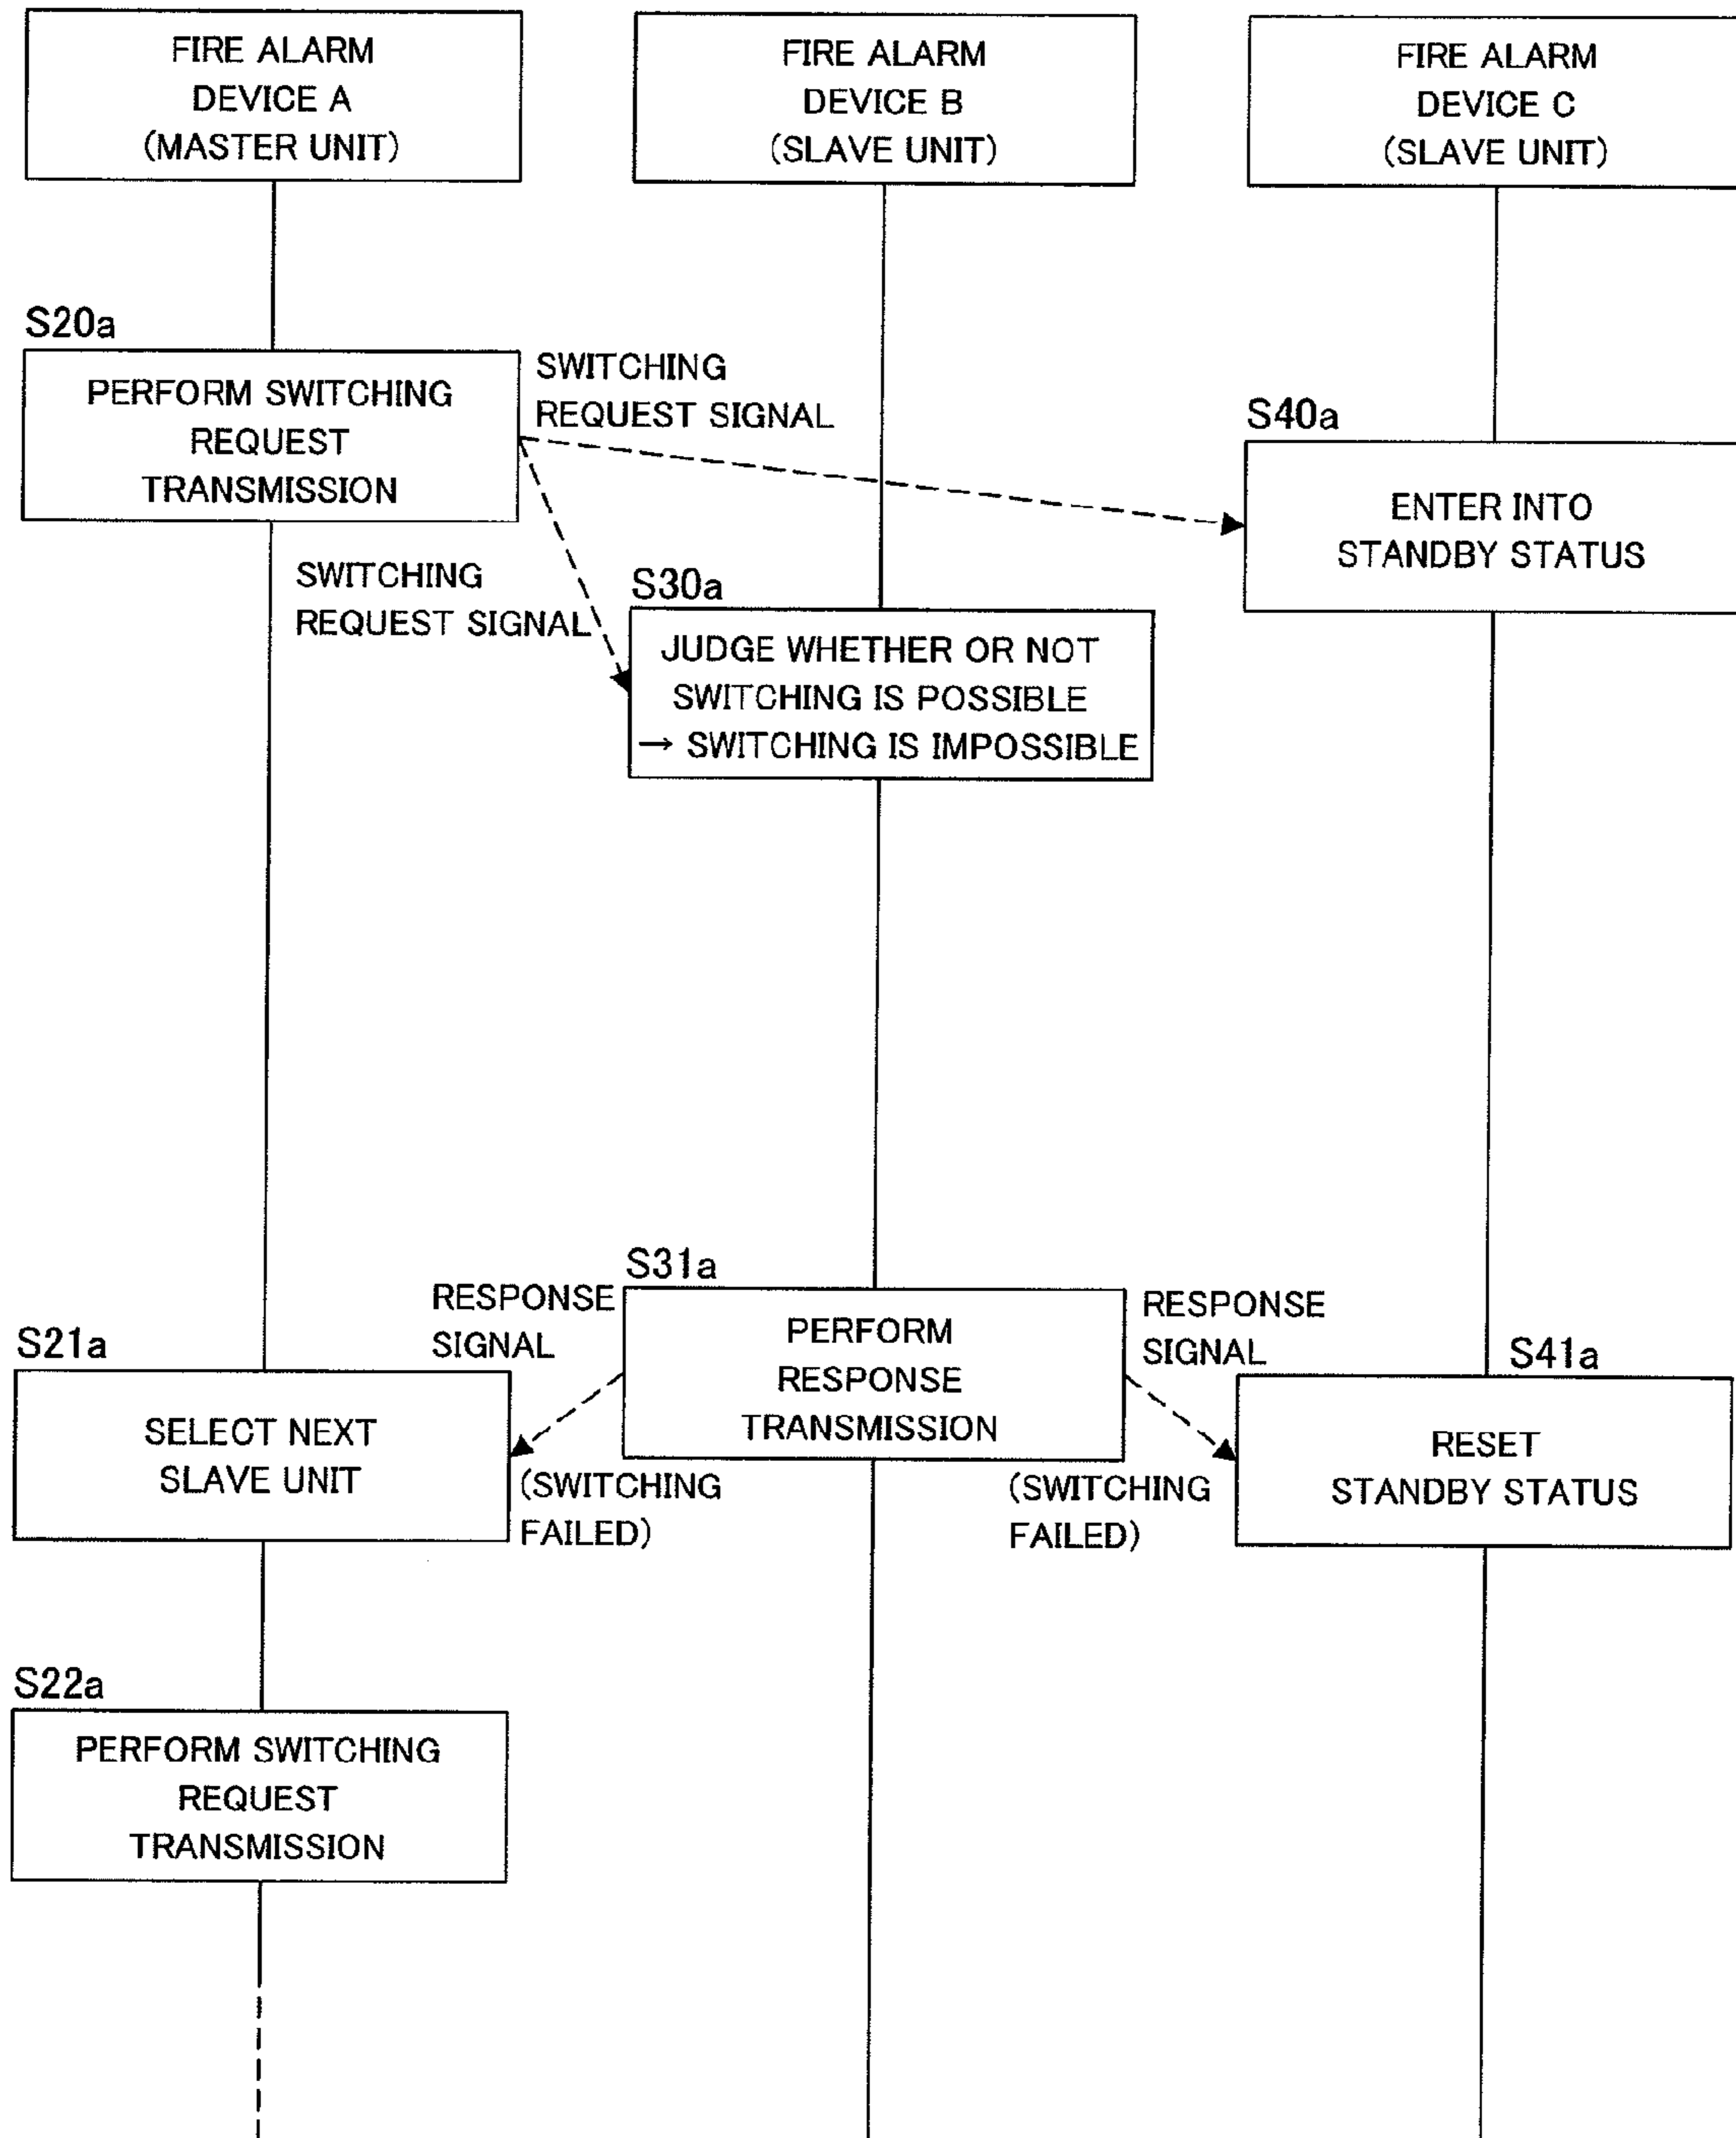 FIRE ALARM
DEVICE A
(MASTER UNIT)
FIRE ALARM
DEVICE B
(SLAVE UNIT)
FIRE ALARM
DEVICE C
(SLAVE UNIT)
S20a
PERFORM SWITCHING
REQUEST
TRANSMISSION
SWITCHING
REQUEST SIGNAL
S40a
ENTER INTO
STANDBY STATUS
SWITCHING
REQUEST SIGNAL
S30a
JUDGE WHETHER OR NOT
SWITCHING IS POSSIBLE
→ SWITCHING IS IMPOSSIBLE
S31a
PERFORM
RESPONSE
TRANSMISSION
RESPONSE
SIGNAL
(SWITCHING
FAILED)
RESPONSE
SIGNAL
(SWITCHING
FAILED)
S21a
SELECT NEXT
SLAVE UNIT
S41a
RESET
STANDBY STATUS
S22a
PERFORM SWITCHING
REQUEST
TRANSMISSION